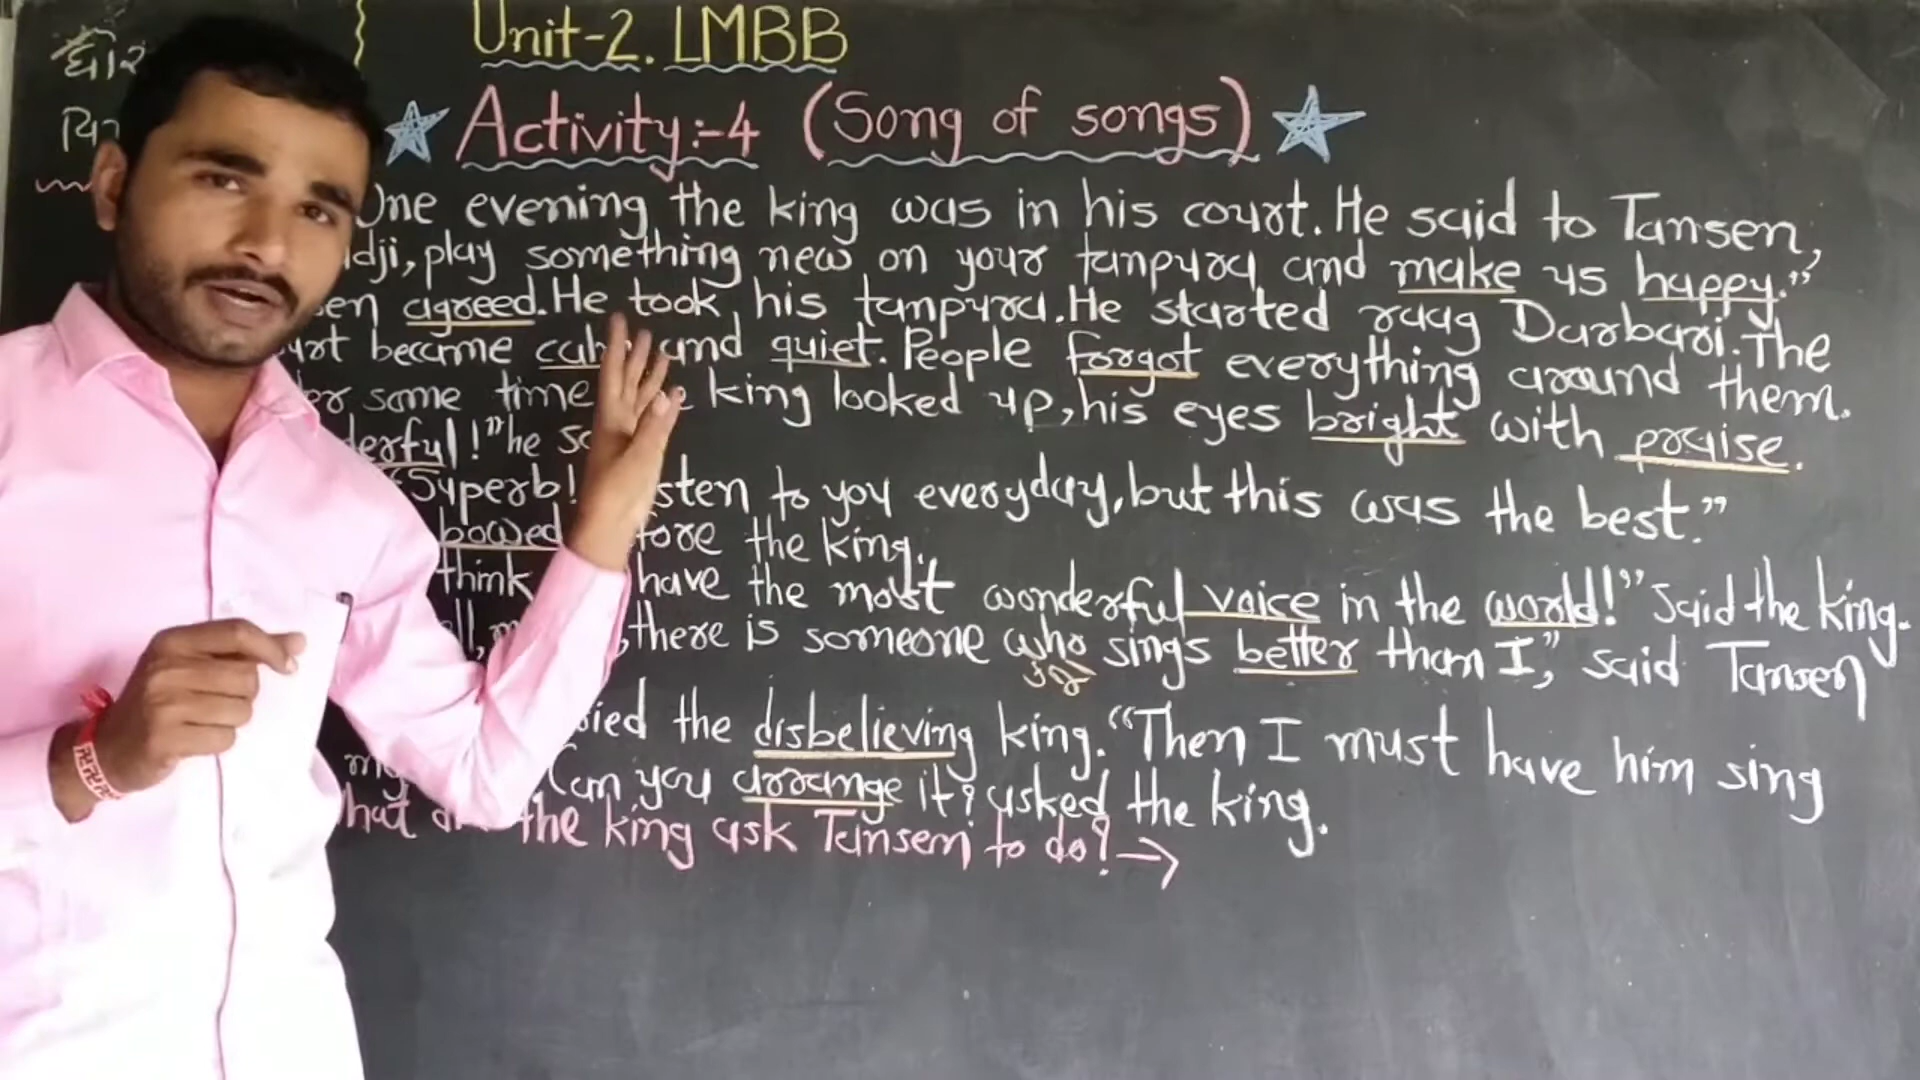 ઘોર
Unit-2. LMBB
Activity:-4 (Song of songs)
One evening the king was in his court. He said to Tansen,
play something new on your tanpura and make us happy."
agreed. He took his tanpura. He started raag Darbari. The
became and quiet. People forgot everything around them.
some time king looked up, his eyes bright with praise.
he
"Superb! to you everyday, but this was the best."
bowed the king.
think have the most wonderful voice in the world!" Said the king.
there is someone who sings better than I," said Tansen
the disbelieving king. "Then I must have him sing
Can you arrange it? asked the king.
the king ask Tansen to do? →